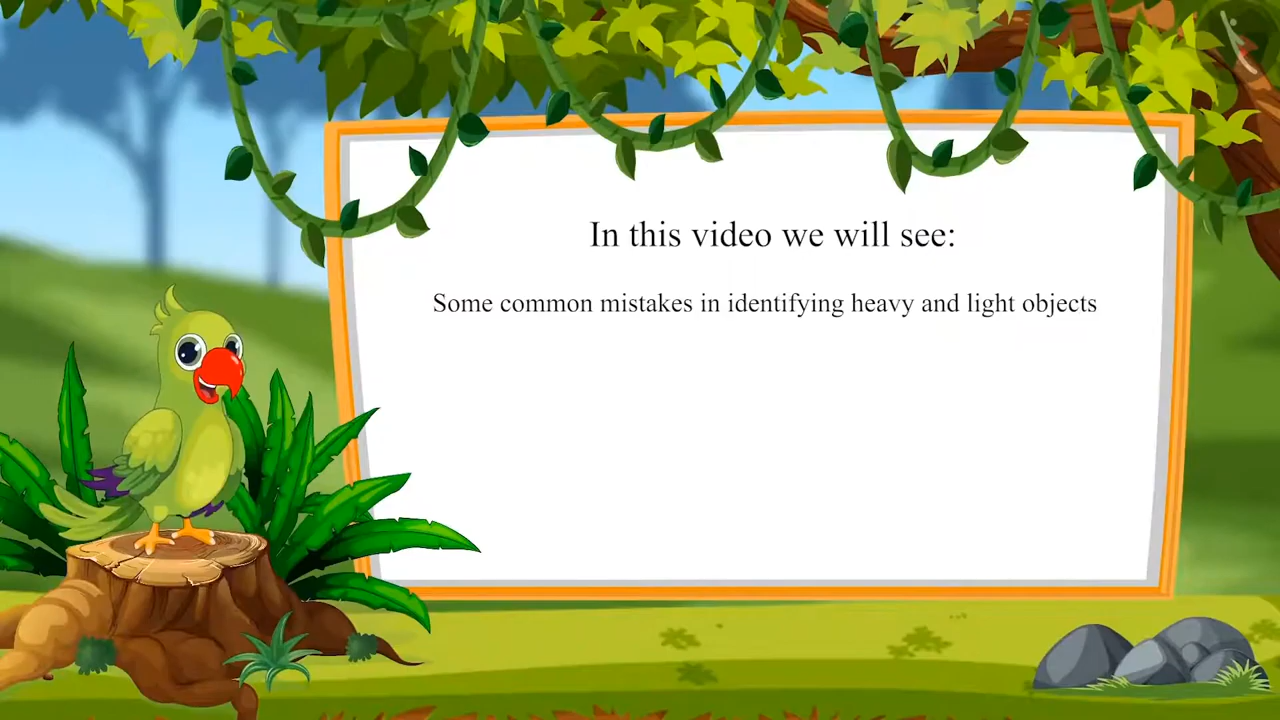 In this video we will see:
Some common mistakes in identifying heavy and light objects